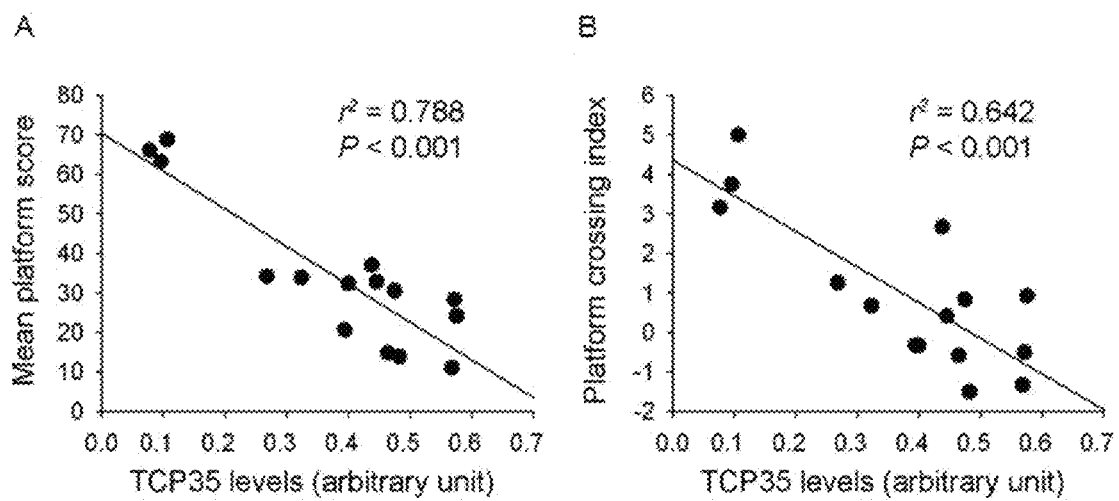 A
r² = 0.788
P < 0.001
Mean platform score
80
70
60
50
40
30
20
10
0
0.0 0.1 0.2 0.3 0.4 0.5 0.6 0.7
TCP35 levels (arbitrary unit)
B
r² = 0.642
P < 0.001
Platform crossing index
6
5
4
3
2
1
0
-1
-2
0.0 0.1 0.2 0.3 0.4 0.5 0.6 0.7
TCP35 levels (arbitrary unit)